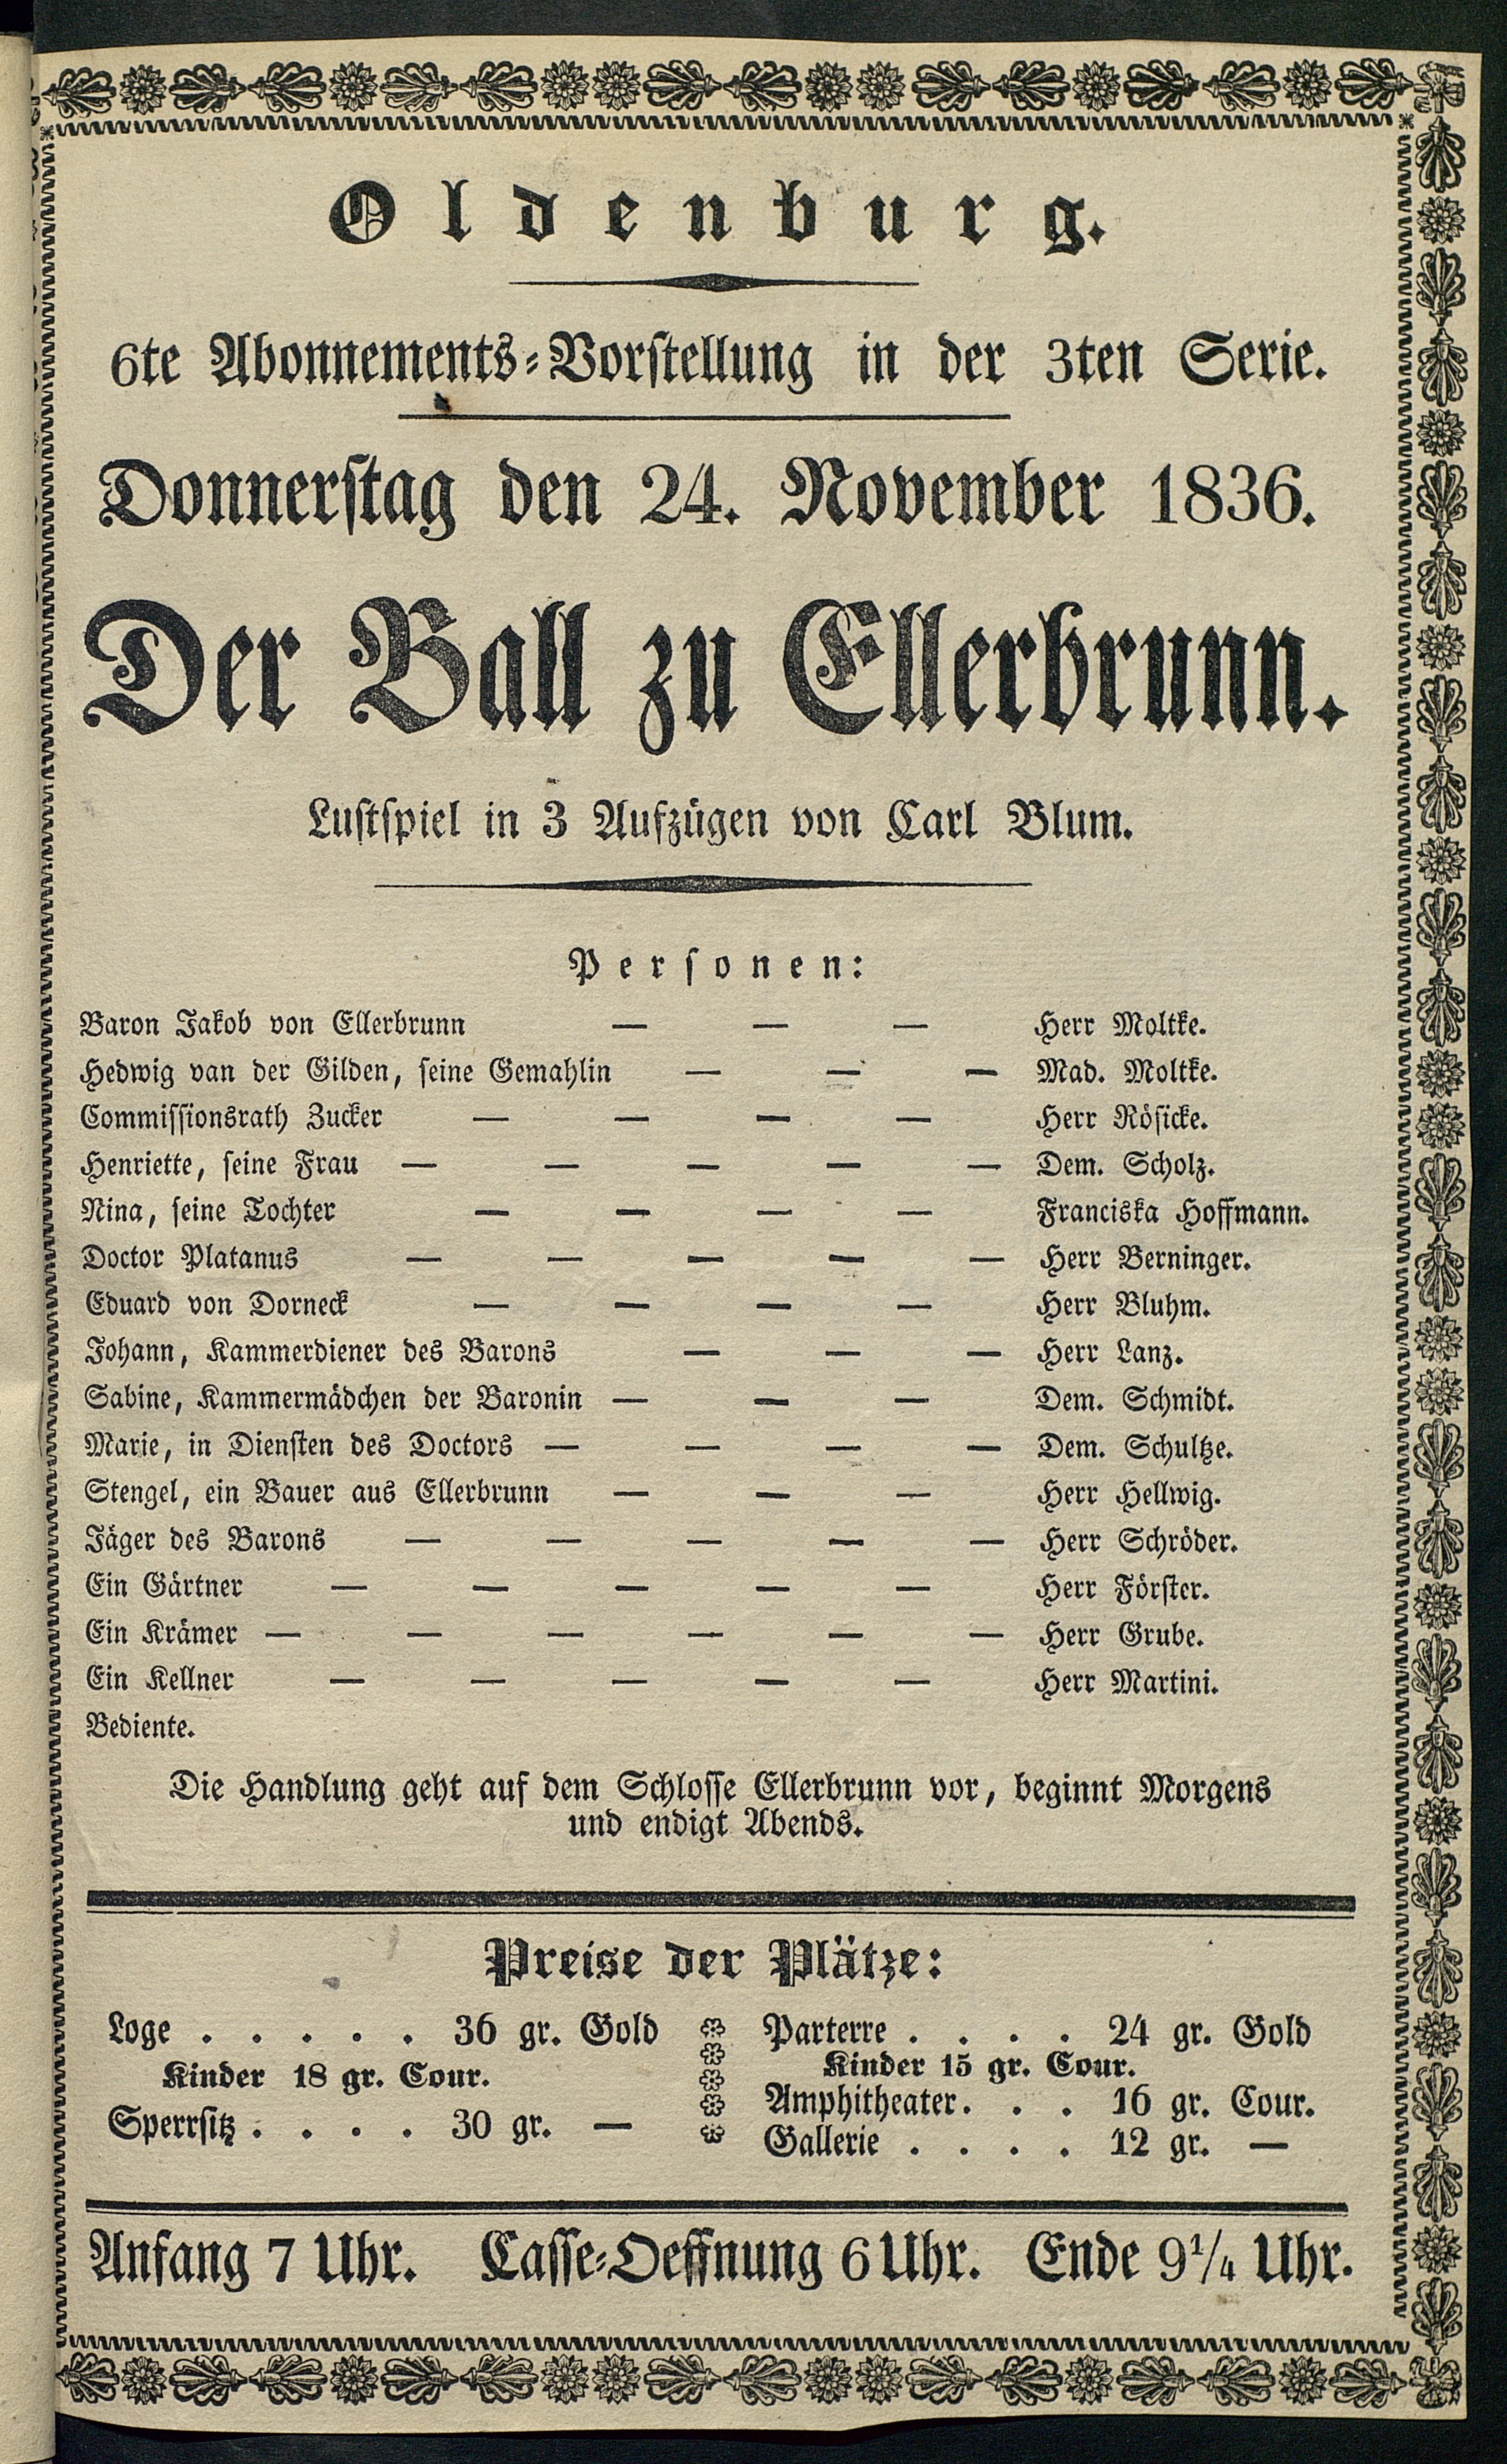 Oldenburg.
6te Abonnements-Vorstellung in der 3ten Serie.
Donnerstag den 24. November 1836.
Der Ball zu Ellerbrunn.
Lustspiel in 3 Aufzügen von Carl Blum.
Personen:
Baron Jakob von Ellerbrunn — — — Herr Moltke.
Hedwig van der Gilden, seine Gemahlin — — — Mad. Moltke.
Commissionsrath Zucker — — — — Herr Rösicke.
Henriette, seine Frau — — — — — Dem. Scholz.
Nina, seine Tochter — — — — Franciska Hoffmann.
Doctor Platanus — — — — — Herr Berninger.
Eduard von Dorneck — — — — Herr Bluhm.
Johann, Kammerdiener des Barons — — — Herr Lanz.
Sabine, Kammermädchen der Baronin — — — Dem. Schmidt.
Marie, in Diensten des Doctors — — — — Dem. Schultze.
Stengel, ein Bauer aus Ellerbrunn — — — Herr Hellwig.
Jäger des Barons — — — — — Herr Schröder.
Ein Gärtner — — — — — Herr Förster.
Ein Krämer — — — — — — Herr Grube.
Ein Kellner — — — — — Herr Martini.
Bediente.
Die Handlung geht auf dem Schlosse Ellerbrunn vor, beginnt Morgens
und endigt Abends.
Preise der Plätze:
Loge . . . . . 36 gr. Gold
Kinder 18 gr. Cour.
Sperrsitz . . . . 30 gr. —
Parterre . . . . 24 gr. Gold
Kinder 15 gr. Cour.
Amphitheater. . . 16 gr. Cour.
Gallerie . . . . 12 gr. —
Anfang 7 Uhr. Casse-Oeffnung 6 Uhr. Ende 9¼ Uhr.